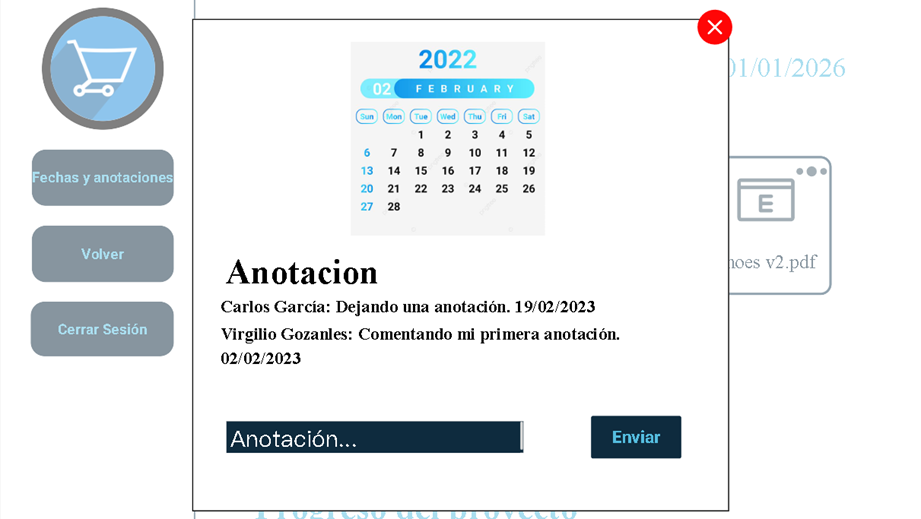 01/01/2026
2022
02 FEBRUARY
Sun Mon Tue Wed Thu Fri Sat
1 2 3 4 5
6 7 8 9 10 11 12
13 14 15 16 17 18 19
20 21 22 23 24 25 26
27 28
Fechas y anotaciones
Volver
Cerrar Sesión
E
hoes v2.pdf
Anotacion
Carlos García: Dejando una anotación. 19/02/2023
Virgilio Gozanles: Comentando mi primera anotación.
02/02/2023
Anotación...
Enviar
Progreso del proyecto